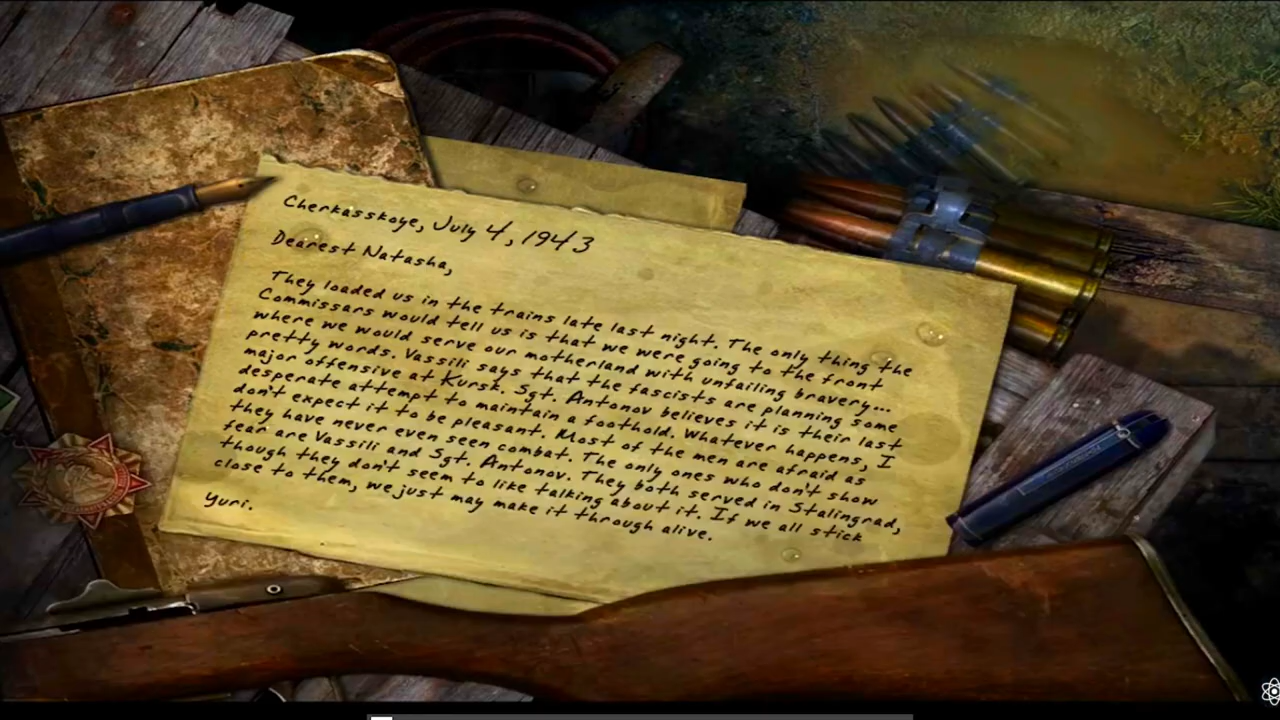 Cherkasskoye, July 4, 1943
Dearest Natasha,
They loaded us in the trains late last night. The only thing the
Commissars would tell us is that we were going to the front
where we would serve our motherland with unfailing bravery...
pretty words. Vassili says that the fascists are planning some
major offensive at Kursk. Sgt. Antonov believes it is their last
desperate attempt to maintain a foothold. Whatever happens, I
don't expect it to be pleasant. Most of the men are afraid as
they have never even seen combat. The only ones who don't show
fear are Vassili and Sgt. Antonov. They both served in Stalingrad,
though they don't seem to like talking about it. If we all stick
close to them, we just may make it through alive.
Yuri.